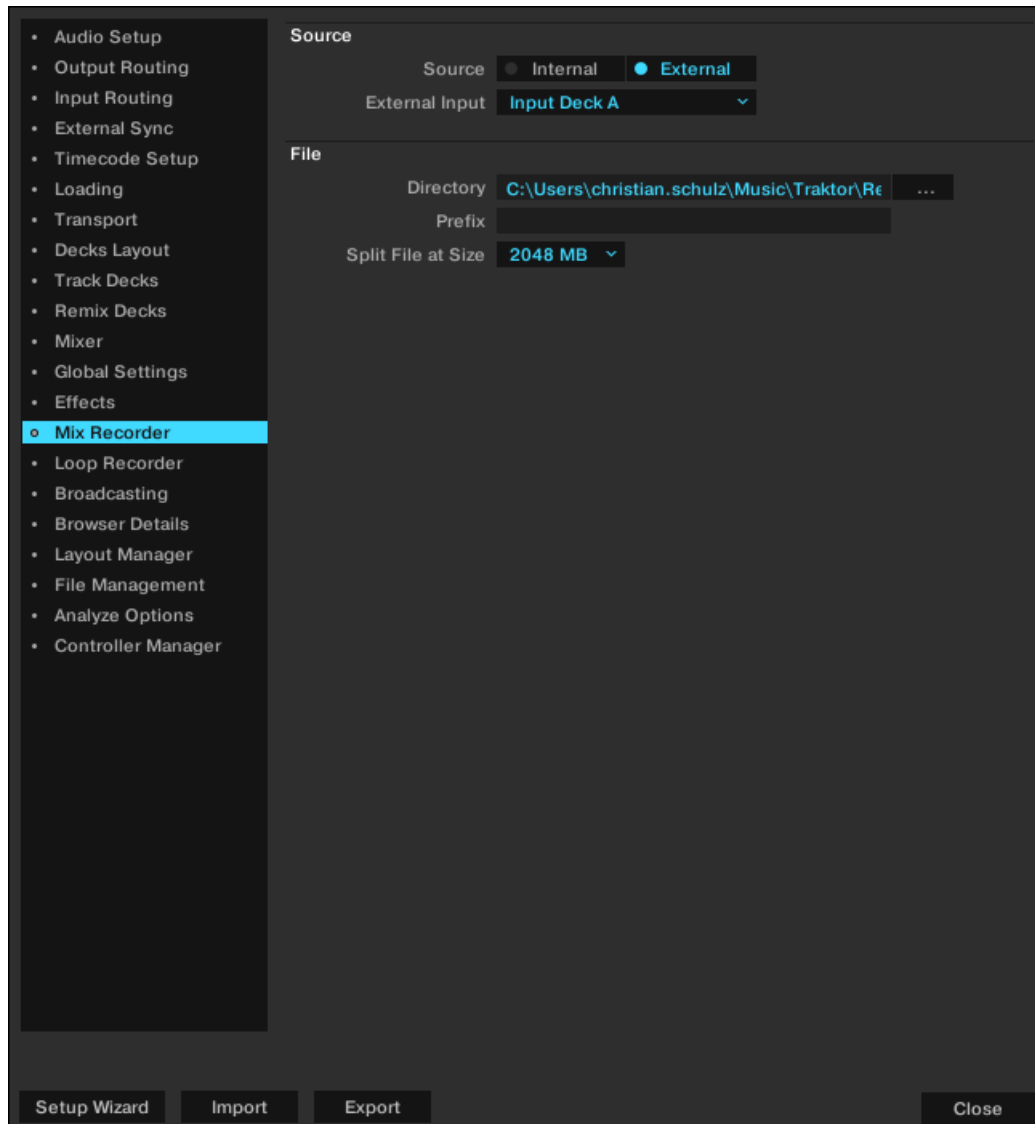 Audio Setup
Output Routing
Input Routing
External Sync
Timecode Setup
Loading
Transport
Decks Layout
Track Decks
Remix Decks
Mixer
Global Settings
Effects
Mix Recorder
Loop Recorder
Broadcasting
Browser Details
Layout Manager
File Management
Analyze Options
Controller Manager
Source
Source Internal External
External Input Input Deck A
File
Directory C:\Users\christian.schulz\Music\Traktor\Re ...
Prefix
Split File at Size 2048 MB
Setup Wizard Import Export Close